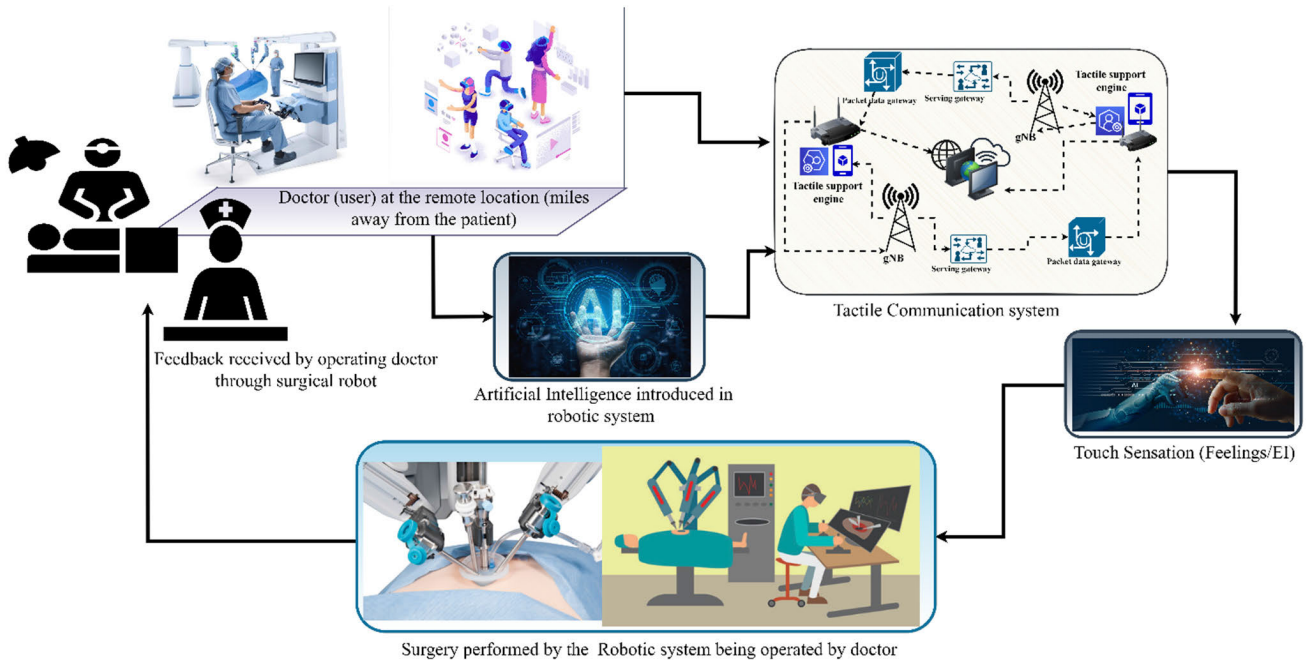 Doctor (user) at the remote location (miles
away from the patient)
Packet data gateway
Serving gateway
gNB
Tactile support
engine
Tactile support
engine
gNB
Serving gateway
Packet data gateway
Tactile Communication system
Feedback received by operating doctor
through surgical robot
AI
Artificial Intelligence introduced in
robotic system
AI
Touch Sensation (Feelings/E1)
Surgery performed by the Robotic system being operated by doctor